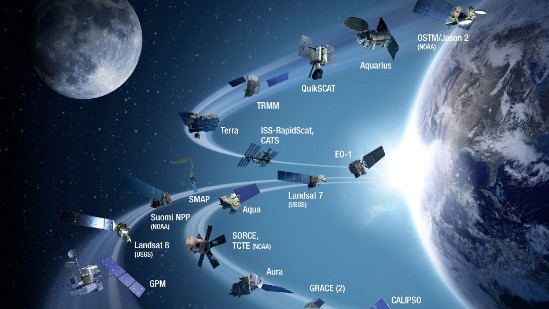 OSTM/Jason 2
(NOAA)
Aquarius
QuikSCAT
TRMM
Terra
ISS-RapidScat,
CATS
EO-1
Landsat 7
(USGS)
SMAP
Suomi NPP
(NOAA)
Aqua
Landsat 8
(USGS)
SORCE,
TCTE (NOAA)
GPM
Aura
GRACE (2)
CALIPSO